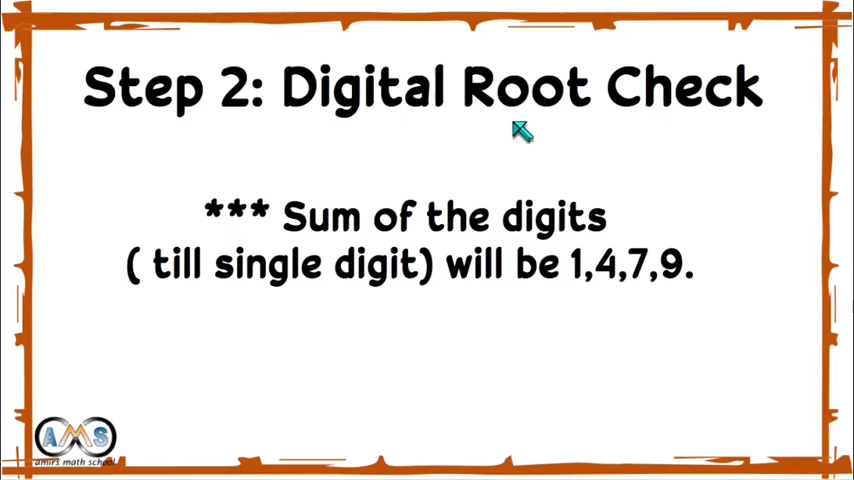 Step 2: Digital Root Check
*** Sum of the digits
( till single digit) will be 1,4,7,9.
AMS
amirs math school